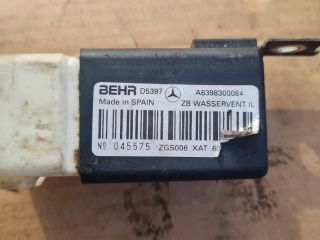 BEHR D5397 A6398300084
Made in SPAIN ZB WASSERVENT IL
Nº 045575 ZGS006 XAT